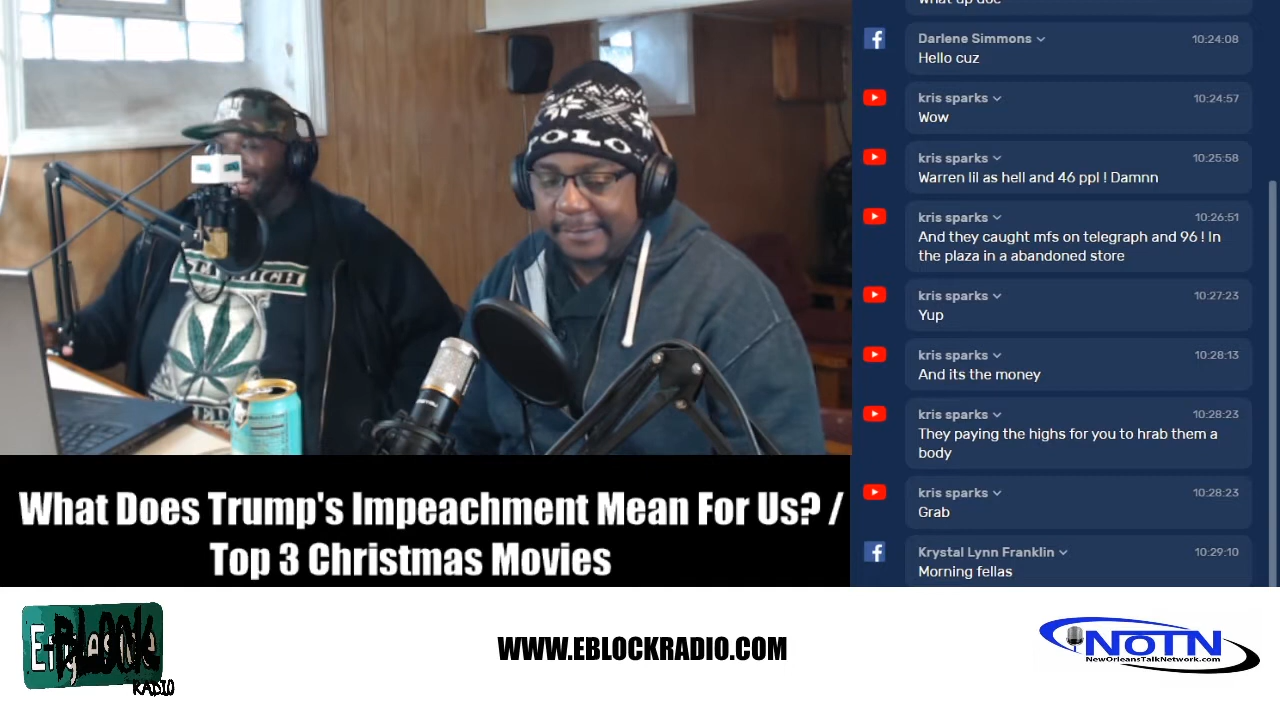 What up doc
Darlene Simmons
10:24:08
Hello cuz
kris sparks
10:24:57
Wow
kris sparks
10:25:58
Warren lil as hell and 46 ppl ! Damnn
kris sparks
10:26:51
And they caught mfs on telegraph and 96 ! In
the plaza in a abandoned store
kris sparks
10:27:23
Yup
kris sparks
10:28:13
And its the money
kris sparks
10:28:23
They paying the highs for you to hrab them a
body
kris sparks
10:28:23
Grab
Krystal Lynn Franklin
10:29:10
Morning fellas
POLO
What Does Trump's Impeachment Mean For Us? /
Top 3 Christmas Movies
BLOCK
RADIO
WWW.EBLOCKRADIO.COM
NOTN
NewOrleansTalkNetwork.com